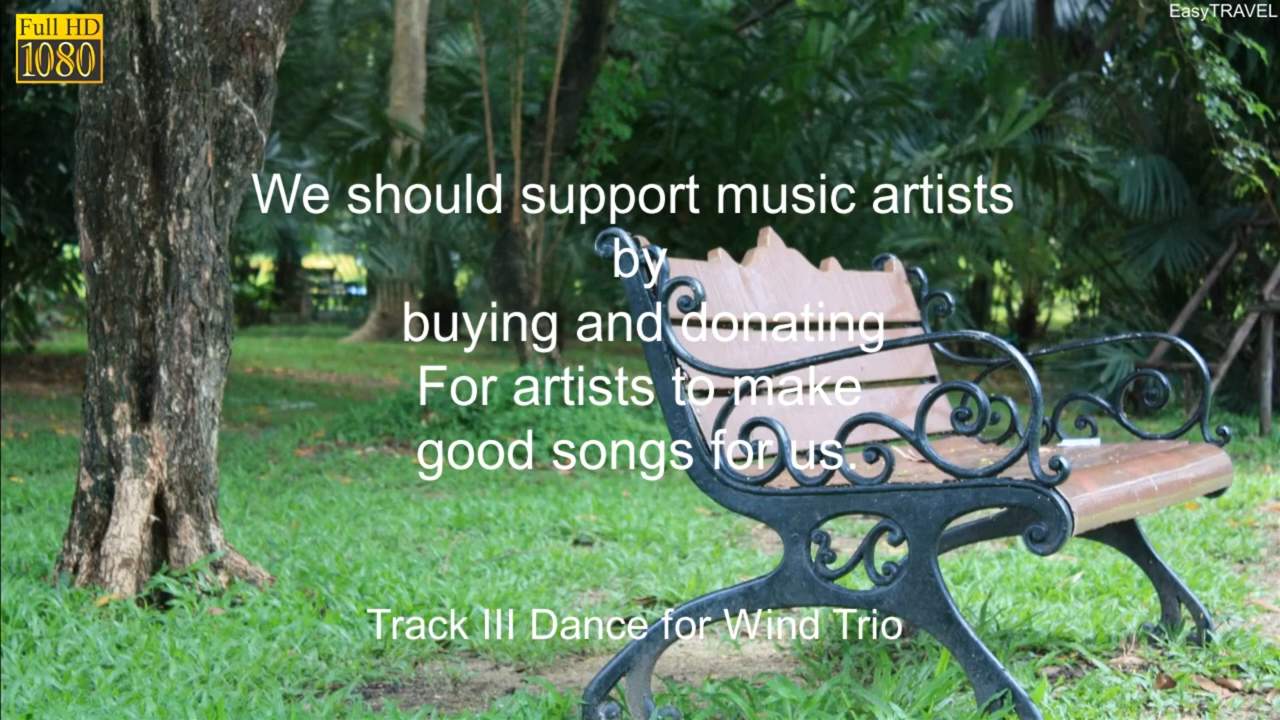 Full HD
1080
EasyTRAVEL
We should support music artists
by
buying and donating
For artists to make
good songs for us.
Track III Dance for Wind Trio